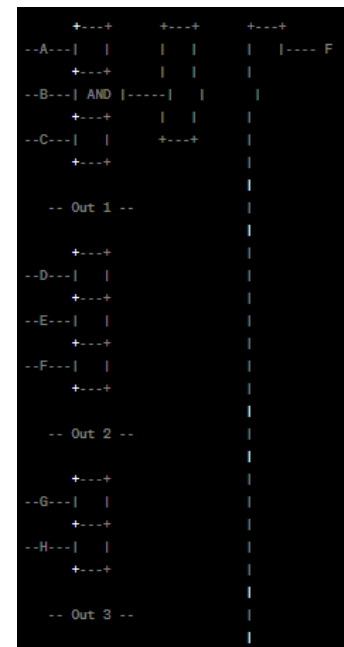 +---+      +---+      +---+
--A---|   |      |   |      |   |---- F
      +---+      |   |      |
--B---| AND |-----|   |       |
      +---+      |   |      |
--C---|   |      +---+      |
      +---+                 |
                            |
   -- Out 1 --              |
                            |
      +---+                 |
--D---|   |                 |
      +---+                 |
--E---|   |                 |
      +---+                 |
--F---|   |                 |
      +---+                 |
                            |
   -- Out 2 --              |
                            |
      +---+                 |
--G---|   |                 |
      +---+                 |
--H---|   |                 |
      +---+                 |
                            |
   -- Out 3 --              |
                            |